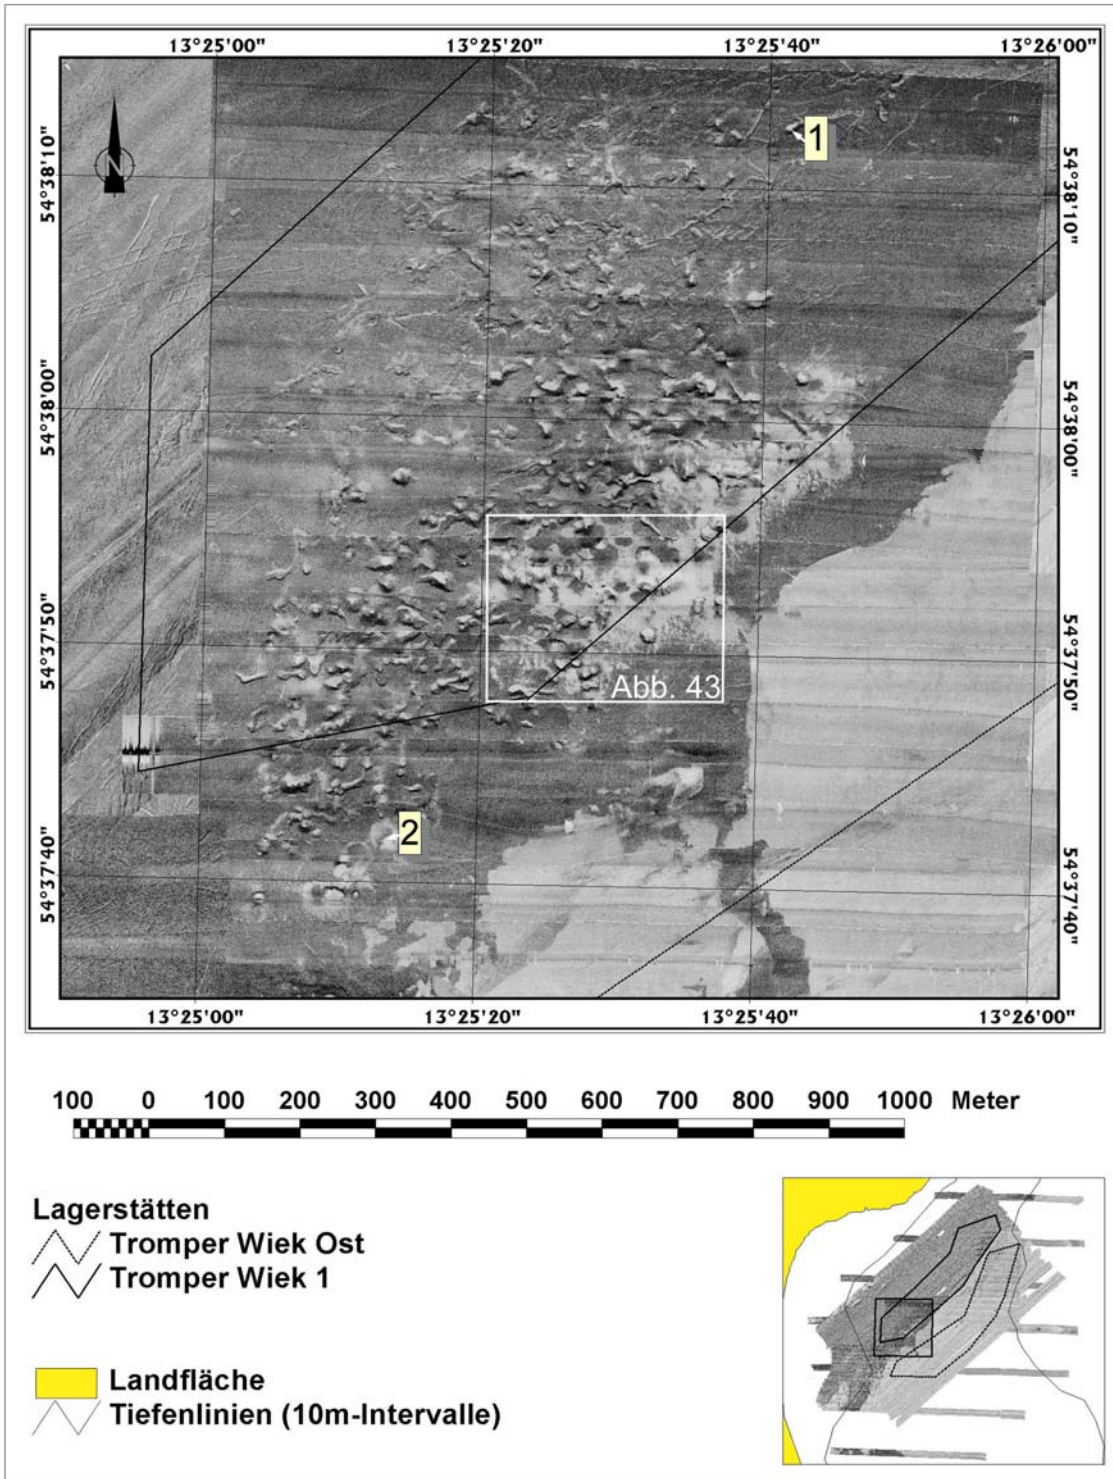 13°25'00" 13°25'20" 13°25'40" 13°26'00"
54°38'10"
54°38'00"
54°37'50"
54°37'40"
N
1
Abb. 43
2
54°38'10"
54°38'00"
54°37'50"
54°37'40"
13°25'00" 13°25'20" 13°25'40" 13°26'00"
100 0 100 200 300 400 500 600 700 800 900 1000 Meter
Lagerstätten
Tromper Wiek Ost
Tromper Wiek 1
Landfläche
Tiefenlinien (10m-Intervalle)